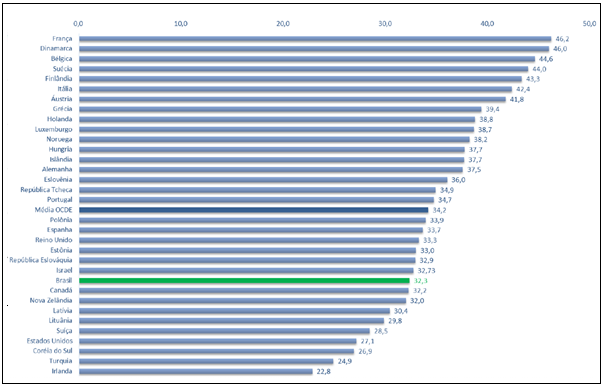 0,0 10,0 20,0 30,0 40,0 50,0
França 46,2
Dinamarca 46,0
Bélgica 44,6
Suécia 44,0
Finlândia 43,3
Itália 42,4
Áustria 41,8
Grécia 39,4
Holanda 38,8
Luxemburgo 38,7
Noruega 38,2
Hungria 37,7
Islândia 37,7
Alemanha 37,5
Eslovênia 36,0
República Tcheca 34,9
Portugal 34,7
Média OCDE 34,2
Polônia 33,9
Espanha 33,7
Reino Unido 33,3
Estônia 33,0
República Eslováquia 32,9
Israel 32,73
Brasil 32,3
Canadá 32,2
Nova Zelândia 32,0
Latívia 30,4
Lituânia 29,8
Suíça 28,5
Estados Unidos 27,1
Coréia do Sul 26,9
Turquia 24,9
Irlanda 22,8